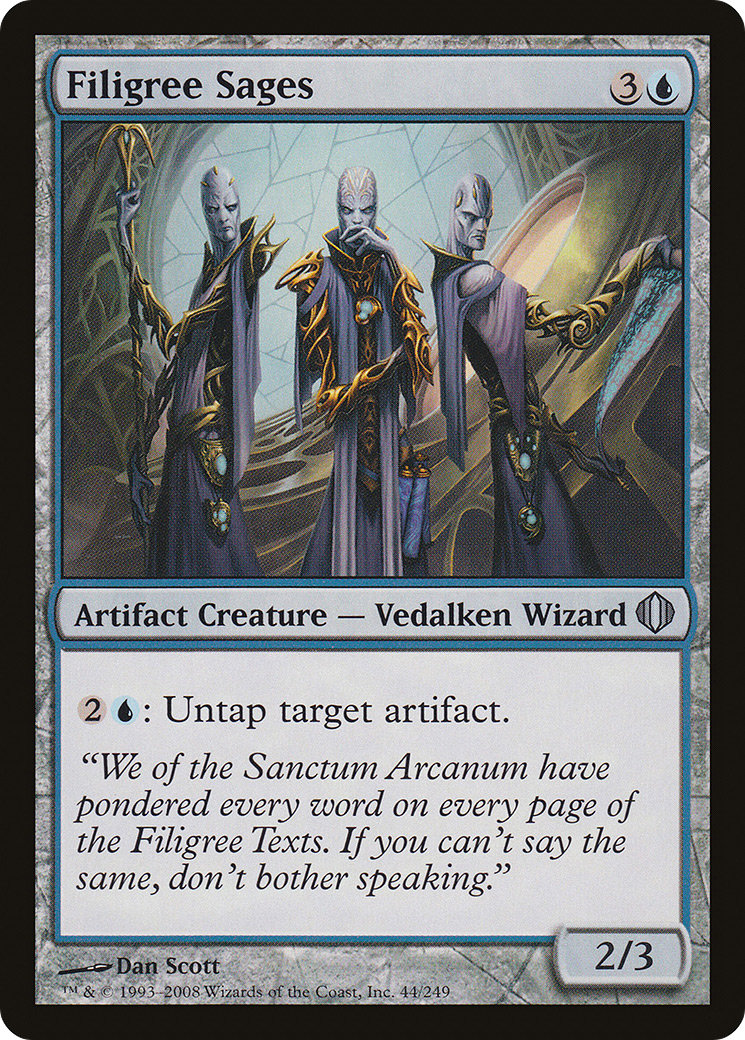 Filigree Sages 3
Artifact Creature — Vedalken Wizard
2 : Untap target artifact.
“We of the Sanctum Arcanum have
pondered every word on every page of
the Filigree Texts. If you can’t say the
same, don’t bother speaking.”
2/3
Dan Scott
™ & © 1993–2008 Wizards of the Coast, Inc. 44/249